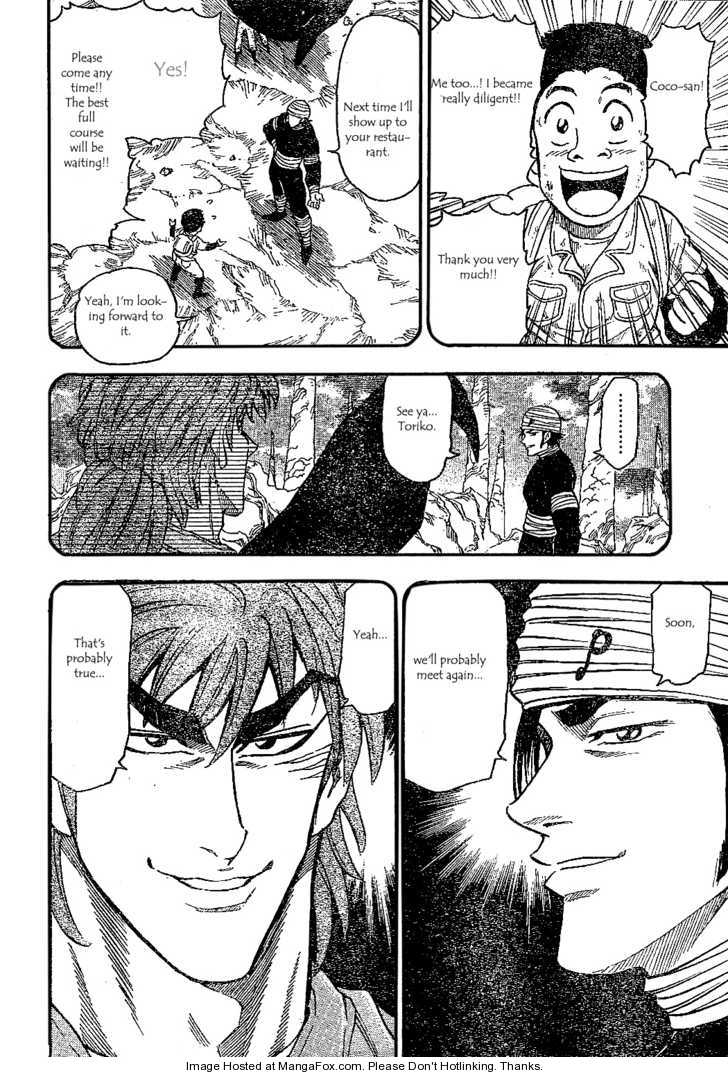 Coco-san!
Me too...! I became
really diligent!!
Thank you very
much!!
Next time I'll
show up to
your restau-
rant.
Yes!
Please
come any
time!!
The best
full
course
will be
waiting!!
Yeah, I'm look-
ing forward to
it.
.........
See ya...
Toriko.
Soon,
we'll probably
meet again...
Yeah...
That's
probably
true...
Image Hosted at MangaFox.com. Please Don't Hotlinking. Thanks.